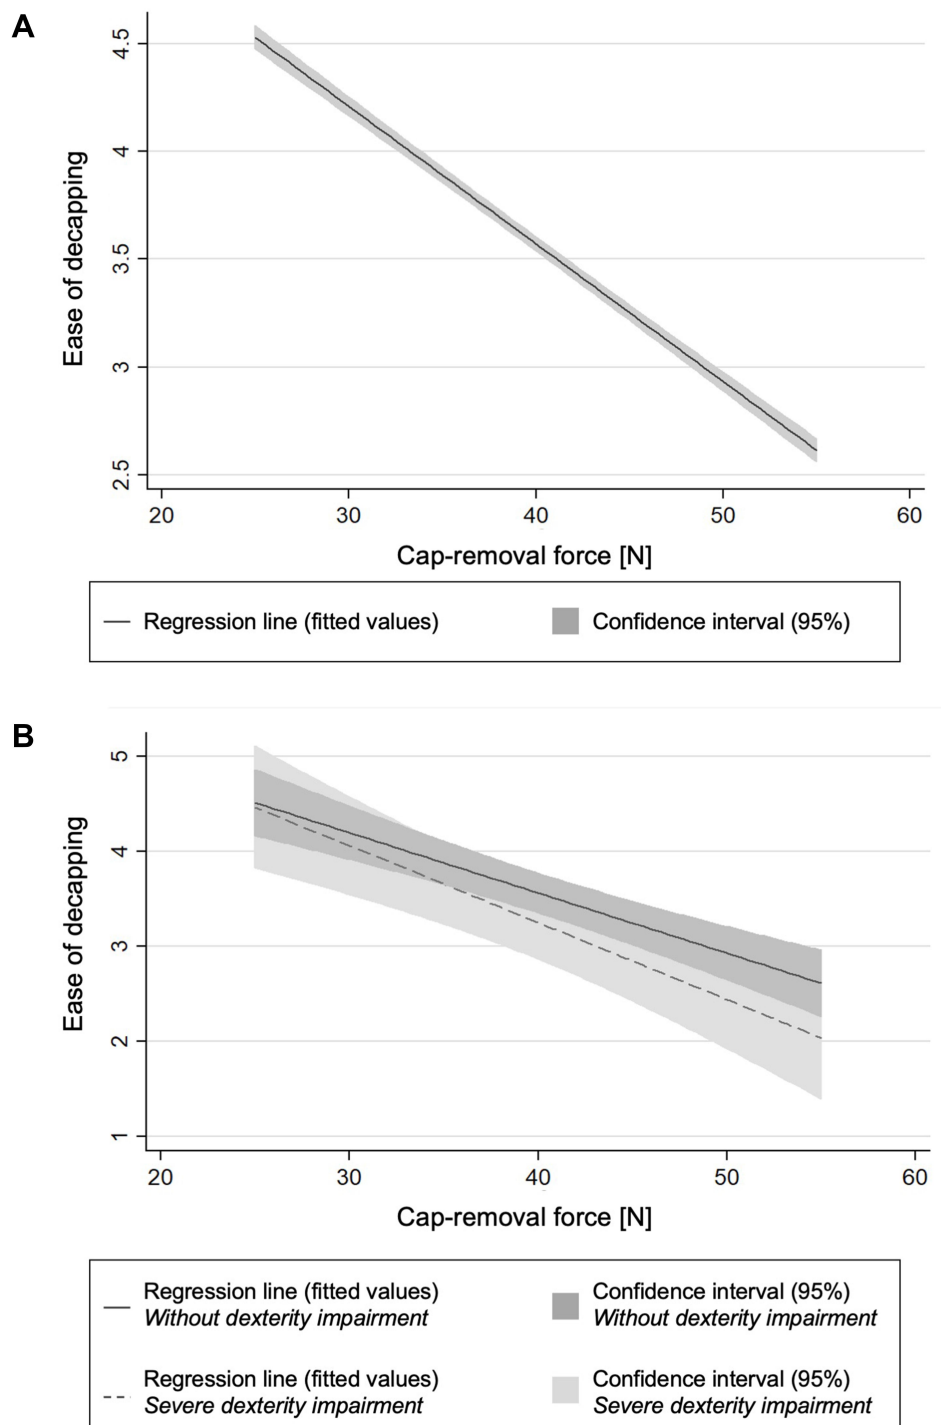 A
4.5
4
3.5
3
2.5
Ease of decapping
20 30 40 50 60
Cap-removal force [N]
Regression line (fitted values) Confidence interval (95%)
B
5
4
3
2
1
Ease of decapping
20 30 40 50 60
Cap-removal force [N]
Regression line (fitted values) Confidence interval (95%)
Without dexterity impairment Without dexterity impairment
Regression line (fitted values) Confidence interval (95%)
Severe dexterity impairment Severe dexterity impairment